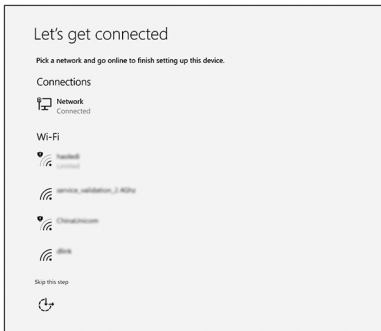 Let's get connected
Pick a network and go online to finish setting up this device.
Connections
Network
Connected
Wi-Fi
service_validation_2.4Ghz
ChinaUnicom
dlink
Skip this step